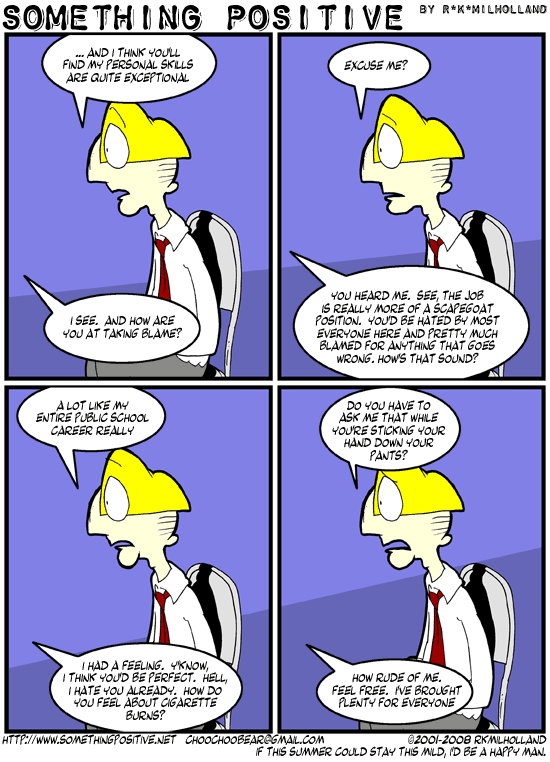 SOMETHING POSITIVE BY R*K*MILHOLLAND
... AND I THINK YOU'LL
FIND MY PERSONAL SKILLS
ARE QUITE EXCEPTIONAL
I SEE. AND HOW ARE
YOU AT TAKING BLAME?
EXCUSE ME?
YOU HEARD ME. SEE, THE JOB
IS REALLY MORE OF A SCAPEGOAT
POSITION. YOU'D BE HATED BY MOST
EVERYONE HERE AND PRETTY MUCH
BLAMED FOR ANYTHING THAT GOES
WRONG. HOW'S THAT SOUND?
A LOT LIKE MY
ENTIRE PUBLIC SCHOOL
CAREER REALLY
I HAD A FEELING. Y'KNOW,
I THINK YOU'D BE PERFECT. HELL,
I HATE YOU ALREADY. HOW DO
YOU FEEL ABOUT CIGARETTE
BURNS?
DO YOU HAVE TO
ASK ME THAT WHILE
YOU'RE STICKING YOUR
HAND DOWN YOUR
PANTS?
HOW RUDE OF ME.
FEEL FREE. I'VE BROUGHT
PLENTY FOR EVERYONE
HTTP://WWW.SOMETHINGPOSITIVE.NET CHOOCHOOBEAR@GMAIL.COM ©2001-2008 RKMILHOLLAND
IF THIS SUMMER COULD STAY THIS MILD, I'D BE A HAPPY MAN.